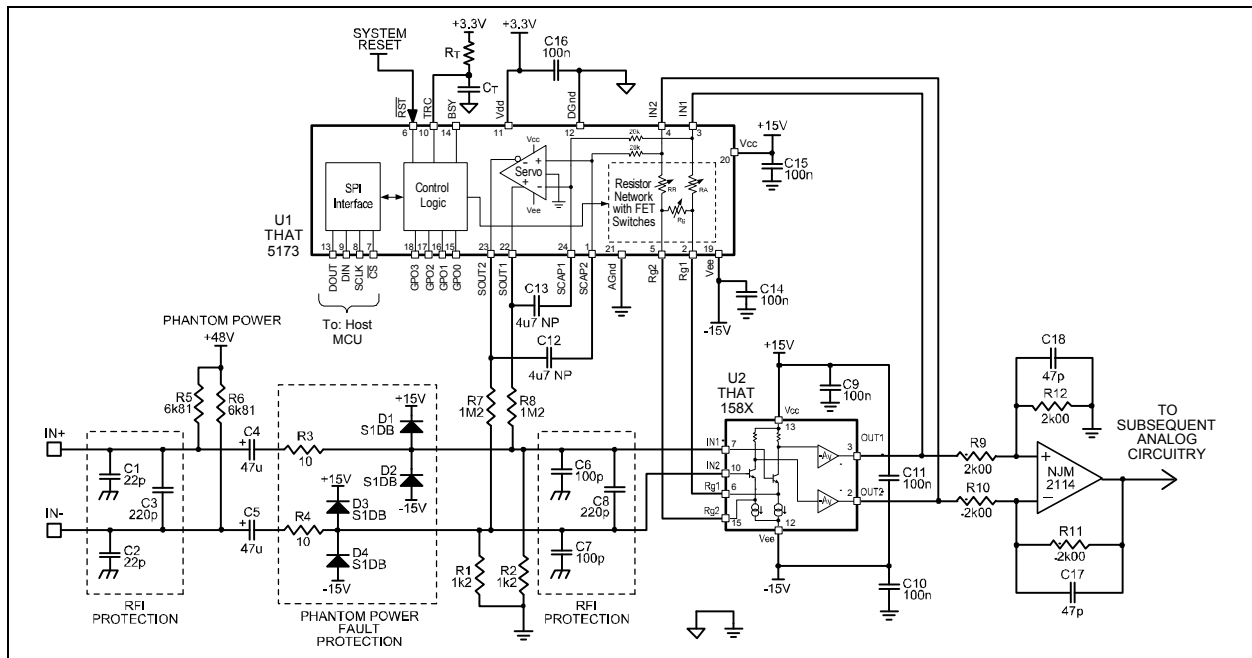 SYSTEM
RESET
+3.3V
RT
CT
+3.3V
C16
100n
RST
TRC
BSY
Vdd
DGnd
IN2
IN1
6
10
14
11
12
4
3
+15V
Vcc
20
C15
100n
20k
20k
Vcc
Servo
Vee
SPI
Interface
Control
Logic
Resistor
Network
with FET
Switches
RB
RA
RG
U1
THAT
5173
13
9
8
7
18
17
16
15
23
22
24
1
21
5
2
19
DOUT
DIN
SCLK
CS
GPO3
GPO2
GPO1
GPO0
SOUT2
SOUT1
SCAP1
SCAP2
AGnd
Rg2
Rg1
Vee
To: Host
MCU
C14
100n
-15V
C13
4u7 NP
C12
4u7 NP
PHANTOM POWER
+48V
R5
6k81
R6
6k81
R7
1M2
R8
1M2
+15V
D1
S1DB
D2
S1DB
-15V
+15V
D3
S1DB
D4
S1DB
-15V
IN+
IN-
C1
22p
C2
22p
C3
220p
C4
47u
C5
47u
R3
10
R4
10
R1
1k2
R2
1k2
C6
100p
C7
100p
C8
220p
RFI
PROTECTION
PHANTOM POWER
FAULT
PROTECTION
RFI
PROTECTION
U2
THAT
158X
+15V
C9
100n
Vcc
13
IN1
7
IN2
10
Rg1
6
Rg2
15
OUT1
3
OUT2
2
12
Vee
-15V
C11
100n
C10
100n
R9
2k00
R10
2k00
C18
47p
R12
2k00
NJM
2114
R11
2k00
C17
47p
TO
SUBSEQUENT
ANALOG
CIRCUITRY